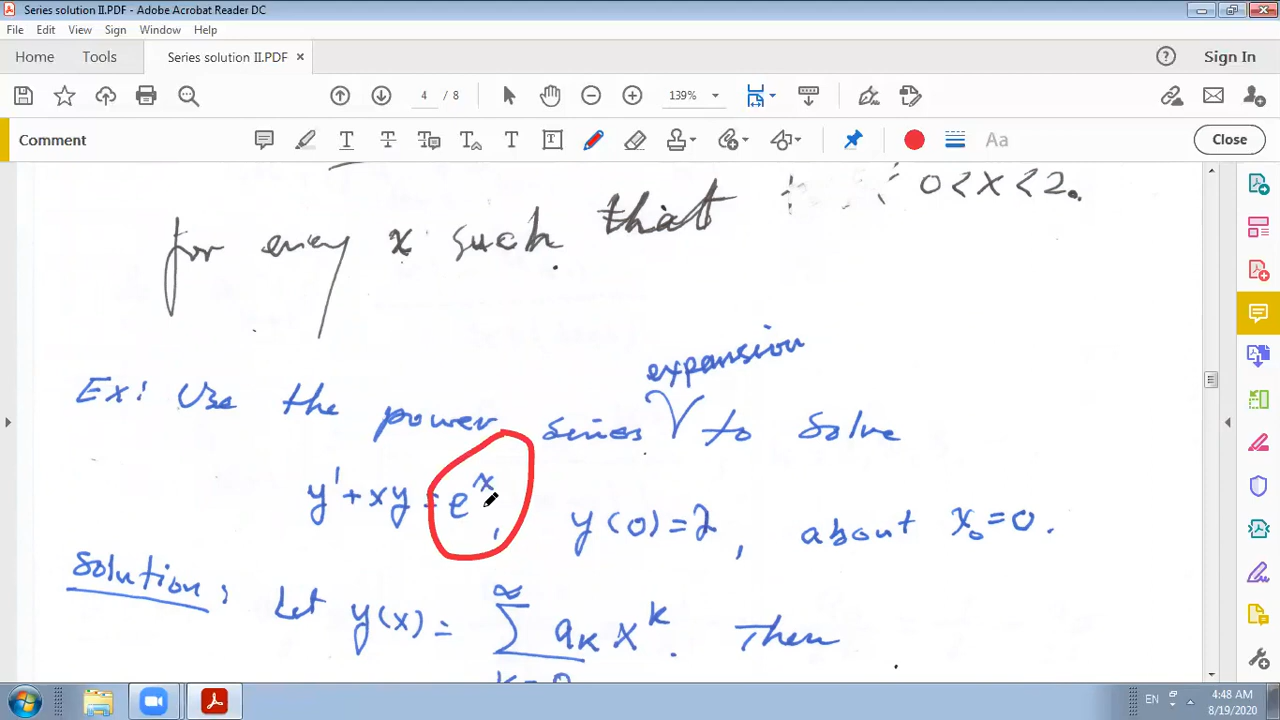 Series solution II.PDF - Adobe Acrobat Reader DC
File Edit View Sign Window Help
Home Tools Series solution II.PDF × Sign In
4 / 8 139%
Comment Aa Close
0 < x < 2.
for every x such that
expansion
Ex: Use the power series to solve
y' + xy = e^x, y(0) = 2, about x₀ = 0.
Solution: Let y(x) = ∑ a_K x^k. Then
∞
k=0
EN 4:48 AM
8/19/2020